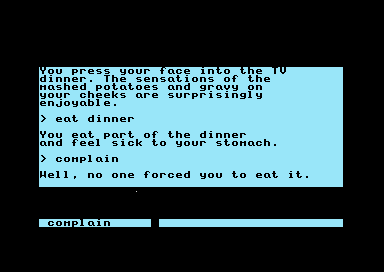 You press your face into the TV
dinner. The sensations of the
mashed potatoes and gravy on
your cheeks are surprisingly
enjoyable.
> eat dinner
You eat part of the dinner
and feel sick to your stomach.
> complain
Well, no one forced you to eat it.
complain